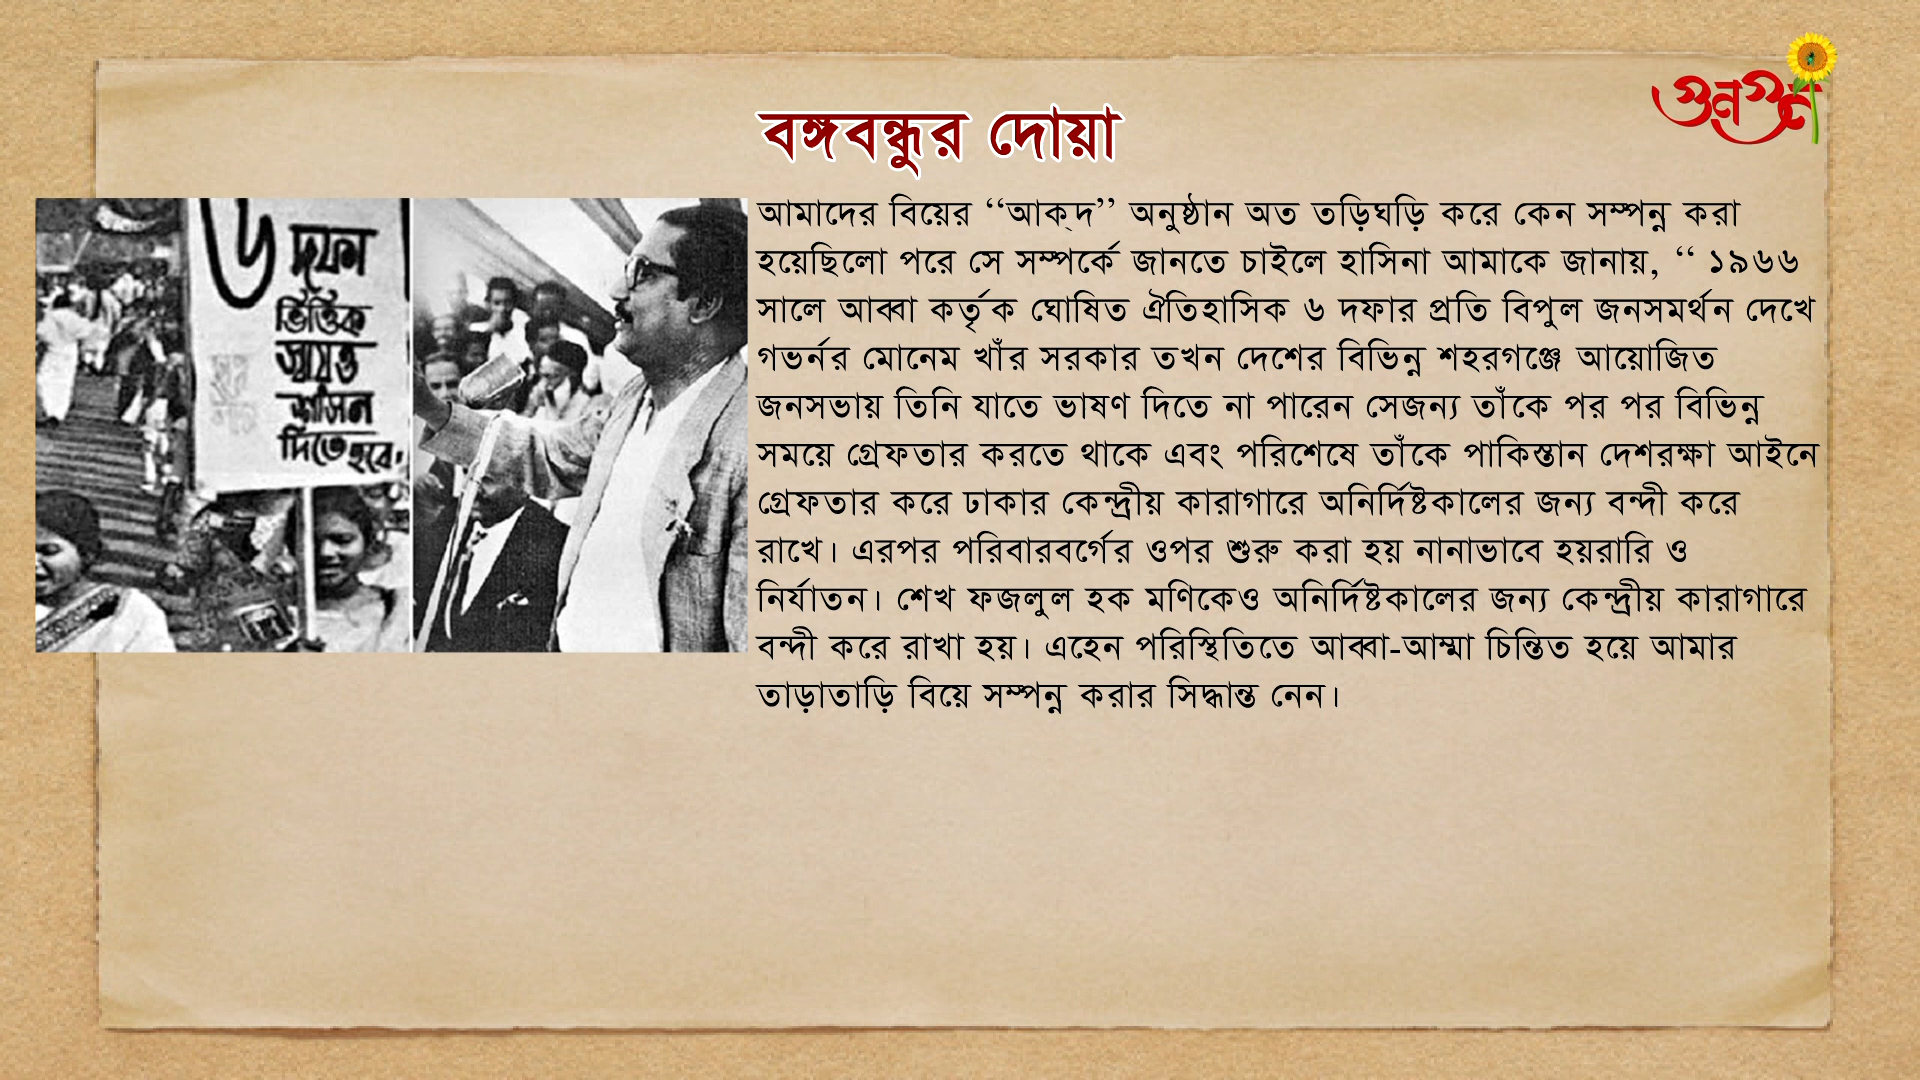 গুনগুন
বঙ্গবন্ধুর দোয়া
৬ দফা
ভিত্তিক
স্বায়ত্ত
শাসন
দিতে হবে।
আমাদের বিয়ের ‘‘আক্‌দ’’ অনুষ্ঠান অত তড়িঘড়ি করে কেন সম্পন্ন করা
হয়েছিলো পরে সে সম্পর্কে জানতে চাইলে হাসিনা আমাকে জানায়, ‘‘ ১৯৬৬
সালে আব্বা কর্তৃক ঘোষিত ঐতিহাসিক ৬ দফার প্রতি বিপুল জনসমর্থন দেখে
গভর্নর মোনেম খাঁর সরকার তখন দেশের বিভিন্ন শহরগঞ্জে আয়োজিত
জনসভায় তিনি যাতে ভাষণ দিতে না পারেন সেজন্য তাঁকে পর পর বিভিন্ন
সময়ে গ্রেফতার করতে থাকে এবং পরিশেষে তাঁকে পাকিস্তান দেশরক্ষা আইনে
গ্রেফতার করে ঢাকার কেন্দ্রীয় কারাগারে অনির্দিষ্টকালের জন্য বন্দী করে
রাখে। এরপর পরিবারবর্গের ওপর শুরু করা হয় নানাভাবে হয়রারি ও
নির্যাতন। শেখ ফজলুল হক মণিকেও অনির্দিষ্টকালের জন্য কেন্দ্রীয় কারাগারে
বন্দী করে রাখা হয়। এহেন পরিস্থিতিতে আব্বা-আম্মা চিন্তিত হয়ে আমার
তাড়াতাড়ি বিয়ে সম্পন্ন করার সিদ্ধান্ত নেন।